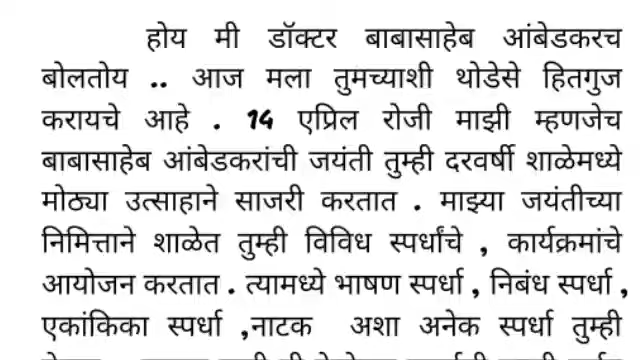 होय मी डॉक्टर बाबासाहेब आंबेडकरच
बोलतोय .. आज मला तुमच्याशी थोडेसे हितगुज
करायचे आहे . 14 एप्रिल रोजी माझी म्हणजेच
बाबासाहेब आंबेडकरांची जयंती तुम्ही दरवर्षी शाळेमध्ये
मोठ्या उत्साहाने साजरी करतात . माझ्या जयंतीच्या
निमित्ताने शाळेत तुम्ही विविध स्पर्धांचे , कार्यक्रमांचे
आयोजन करतात . त्यामध्ये भाषण स्पर्धा , निबंध स्पर्धा ,
एकांकिका स्पर्धा ,नाटक अशा अनेक स्पर्धा तुम्ही